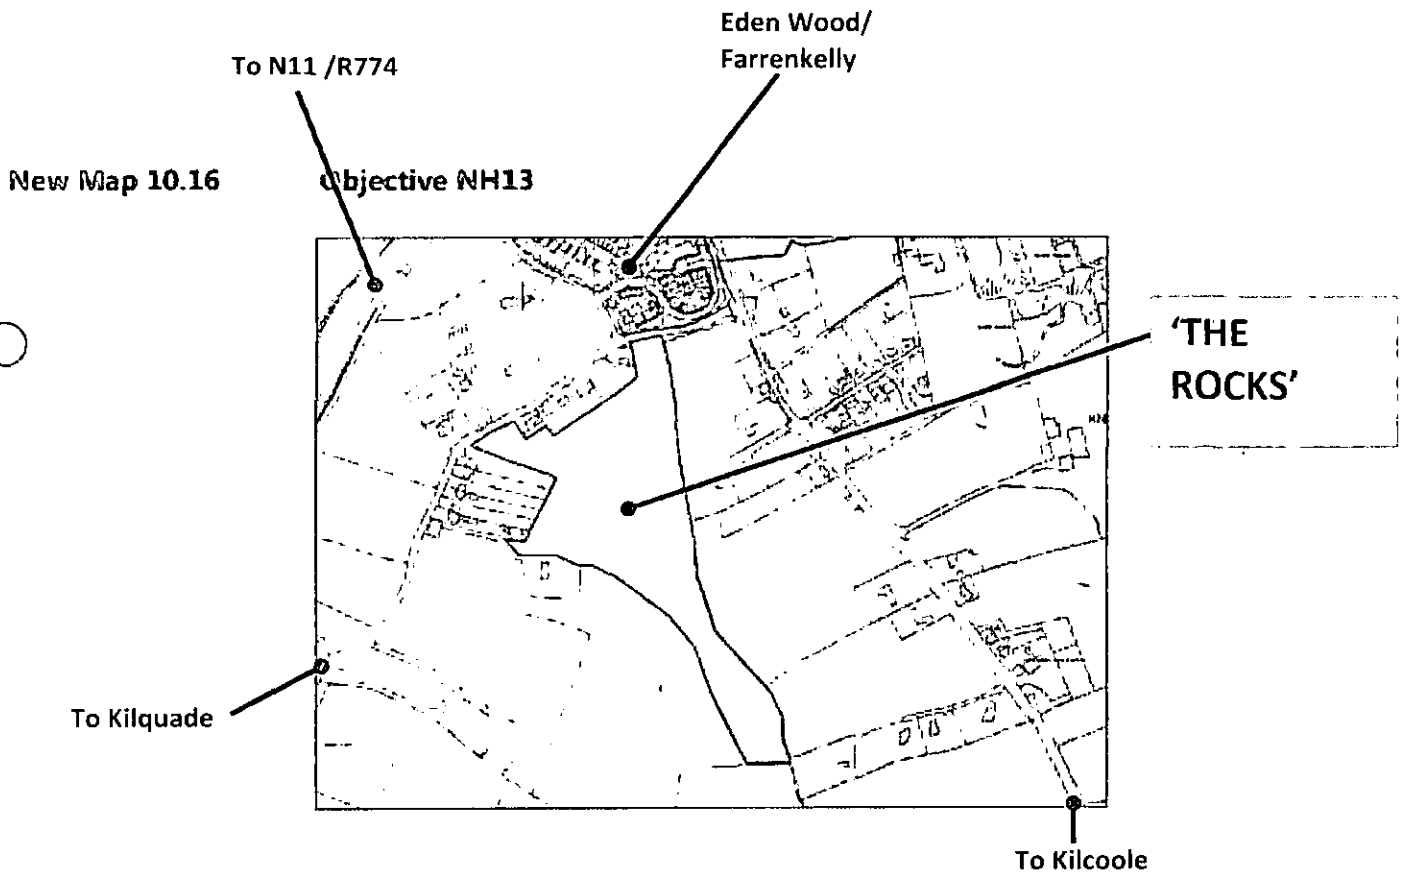 Eden Wood/
Farrenkelly
To N11 /R774
New Map 10.16 Objective NH13
'THE
ROCKS'
To Kilquade
To Kilcoole